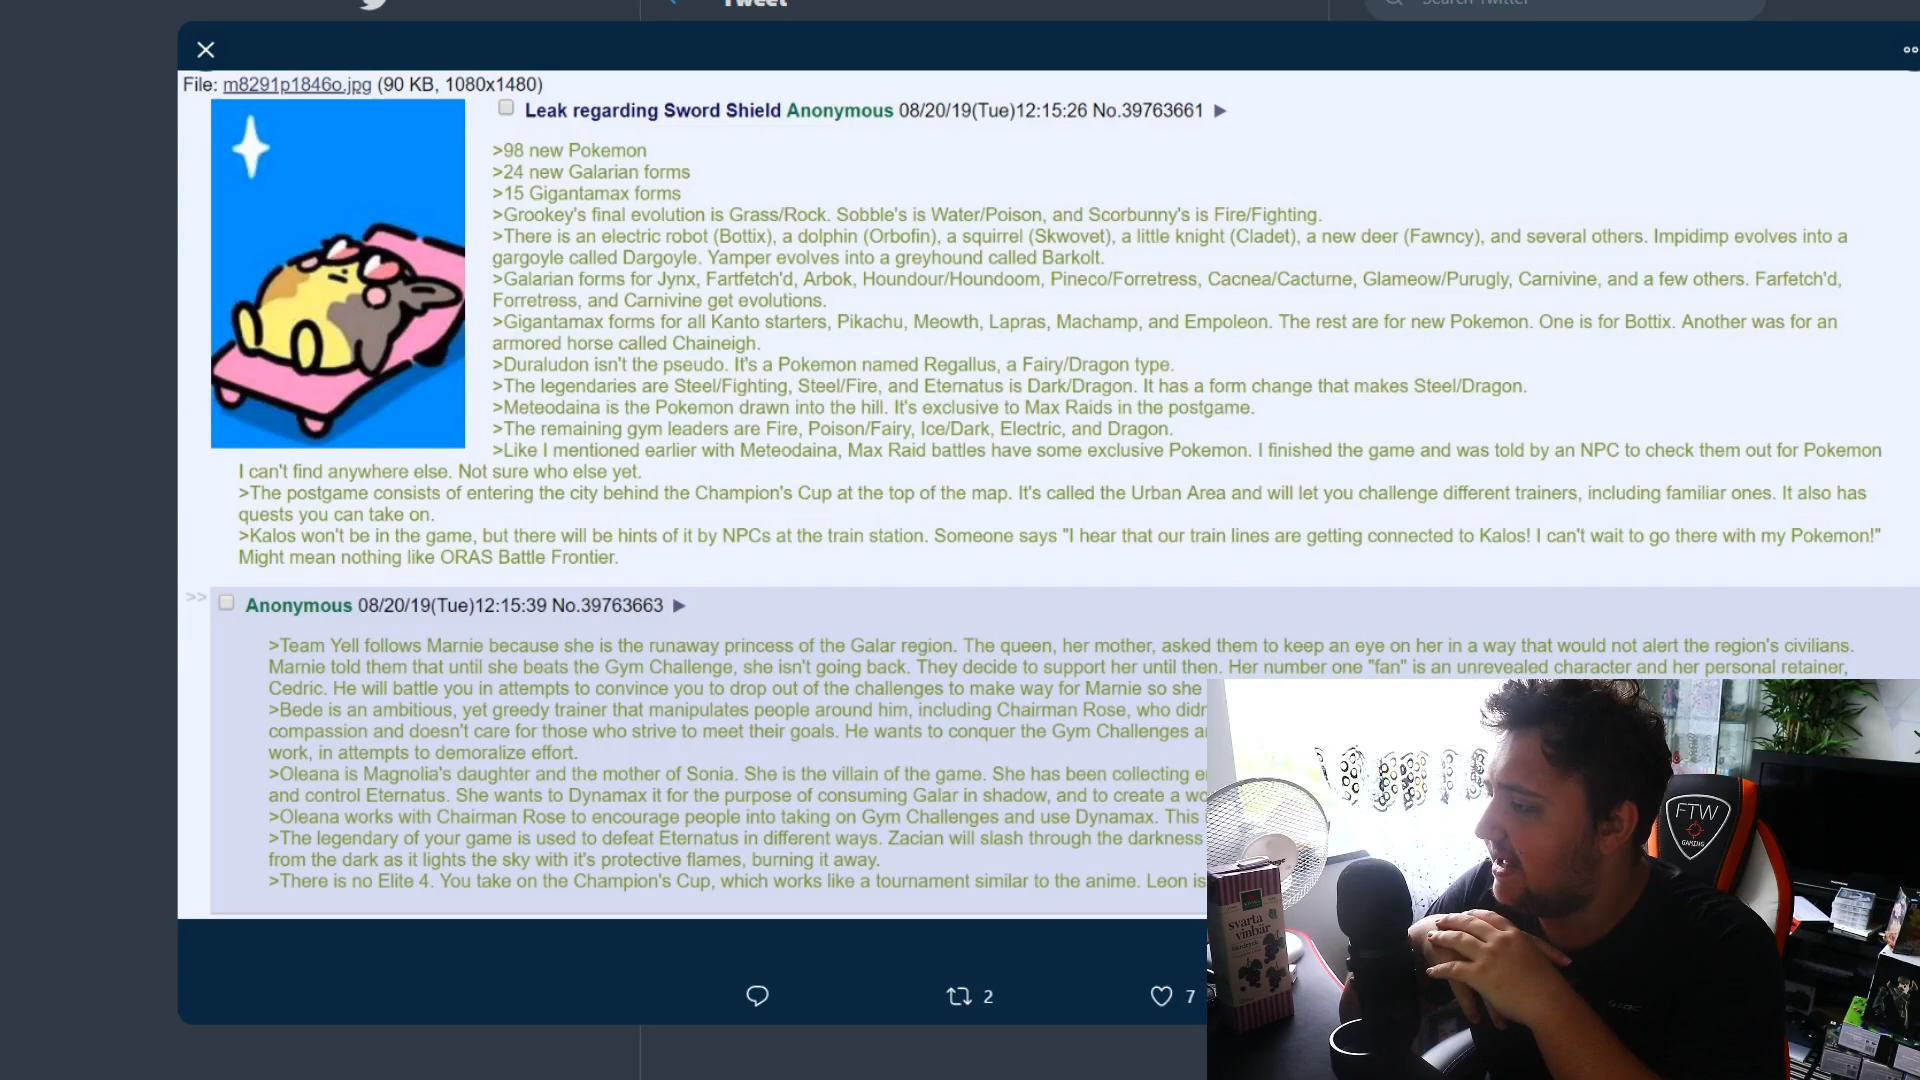 Tweet
Search Twitter
File: m8291p1846o.jpg (90 KB, 1080x1480)
Leak regarding Sword Shield Anonymous 08/20/19(Tue)12:15:26 No.39763661 ▶
>98 new Pokemon
>24 new Galarian forms
>15 Gigantamax forms
>Grookey's final evolution is Grass/Rock. Sobble's is Water/Poison, and Scorbunny's is Fire/Fighting.
>There is an electric robot (Bottix), a dolphin (Orbofin), a squirrel (Skwovet), a little knight (Cladet), a new deer (Fawncy), and several others. Impidimp evolves into a
gargoyle called Dargoyle. Yamper evolves into a greyhound called Barkolt.
>Galarian forms for Jynx, Fartfetch'd, Arbok, Houndour/Houndoom, Pineco/Forretress, Cacnea/Cacturne, Glameow/Purugly, Carnivine, and a few others. Farfetch'd,
Forretress, and Carnivine get evolutions.
>Gigantamax forms for all Kanto starters, Pikachu, Meowth, Lapras, Machamp, and Empoleon. The rest are for new Pokemon. One is for Bottix. Another was for an
armored horse called Chaineigh.
>Duraludon isn't the pseudo. It's a Pokemon named Regallus, a Fairy/Dragon type.
>The legendaries are Steel/Fighting, Steel/Fire, and Eternatus is Dark/Dragon. It has a form change that makes Steel/Dragon.
>Meteodaina is the Pokemon drawn into the hill. It's exclusive to Max Raids in the postgame.
>The remaining gym leaders are Fire, Poison/Fairy, Ice/Dark, Electric, and Dragon.
>Like I mentioned earlier with Meteodaina, Max Raid battles have some exclusive Pokemon. I finished the game and was told by an NPC to check them out for Pokemon
I can't find anywhere else. Not sure who else yet.
>The postgame consists of entering the city behind the Champion's Cup at the top of the map. It's called the Urban Area and will let you challenge different trainers, including familiar ones. It also has
quests you can take on.
>Kalos won't be in the game, but there will be hints of it by NPCs at the train station. Someone says "I hear that our train lines are getting connected to Kalos! I can't wait to go there with my Pokemon!"
Might mean nothing like ORAS Battle Frontier.
>> Anonymous 08/20/19(Tue)12:15:39 No.39763663 ▶
>Team Yell follows Marnie because she is the runaway princess of the Galar region. The queen, her mother, asked them to keep an eye on her in a way that would not alert the region's civilians.
Marnie told them that until she beats the Gym Challenge, she isn't going back. They decide to support her until then. Her number one "fan" is an unrevealed character and her personal retainer,
Cedric. He will battle you in attempts to convince you to drop out of the challenges to make way for Marnie so she
>Bede is an ambitious, yet greedy trainer that manipulates people around him, including Chairman Rose, who
compassion and doesn't care for those who strive to meet their goals. He wants to conquer the Gym Challenges
work, in attempts to demoralize effort.
>Oleana is Magnolia's daughter and the mother of Sonia. She is the villain of the game. She has been collecting
and control Eternatus. She wants to Dynamax it for the purpose of consuming Galar in shadow, and to create a
>Oleana works with Chairman Rose to encourage people into taking on Gym Challenges and use Dynamax. This
>The legendary of your game is used to defeat Eternatus in different ways. Zacian will slash through the darkness
from the dark as it lights the sky with it's protective flames, burning it away.
>There is no Elite 4. You take on the Champion's Cup, which works like a tournament similar to the anime. Leon is
2
7
FTW
GAMING
svarta
vinbär